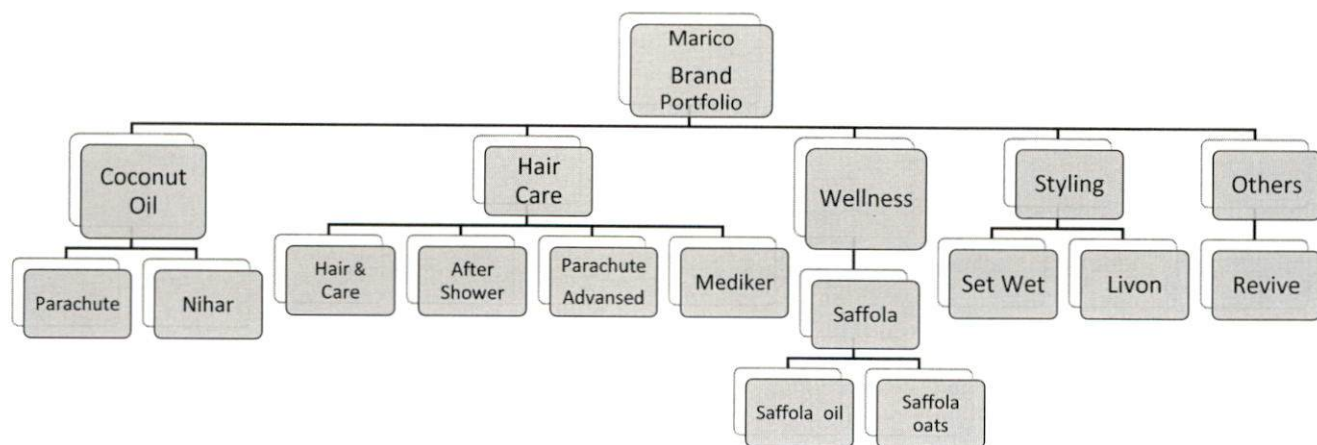 Marico
Brand
Portfolio
Coconut
Oil
Hair
Care
Wellness
Styling
Others
Parachute
Nihar
Hair &
Care
After
Shower
Parachute
Advansed
Mediker
Saffola
Set Wet
Livon
Revive
Saffola oil
Saffola
oats